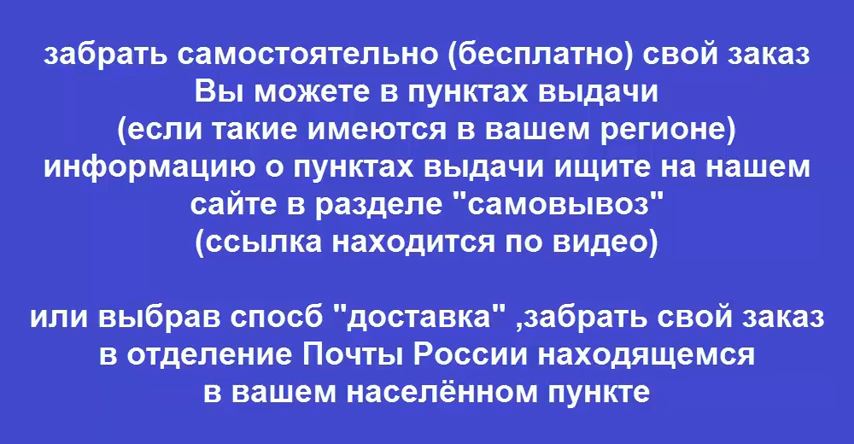 забрать самостоятельно (бесплатно) свой заказ
Вы можете в пунктах выдачи
(если такие имеются в вашем регионе)
информацию о пунктах выдачи ищите на нашем
сайте в разделе "самовывоз"
(ссылка находится по видео)
или выбрав спосб "доставка" ,забрать свой заказ
в отделение Почты России находящемся
в вашем населённом пункте